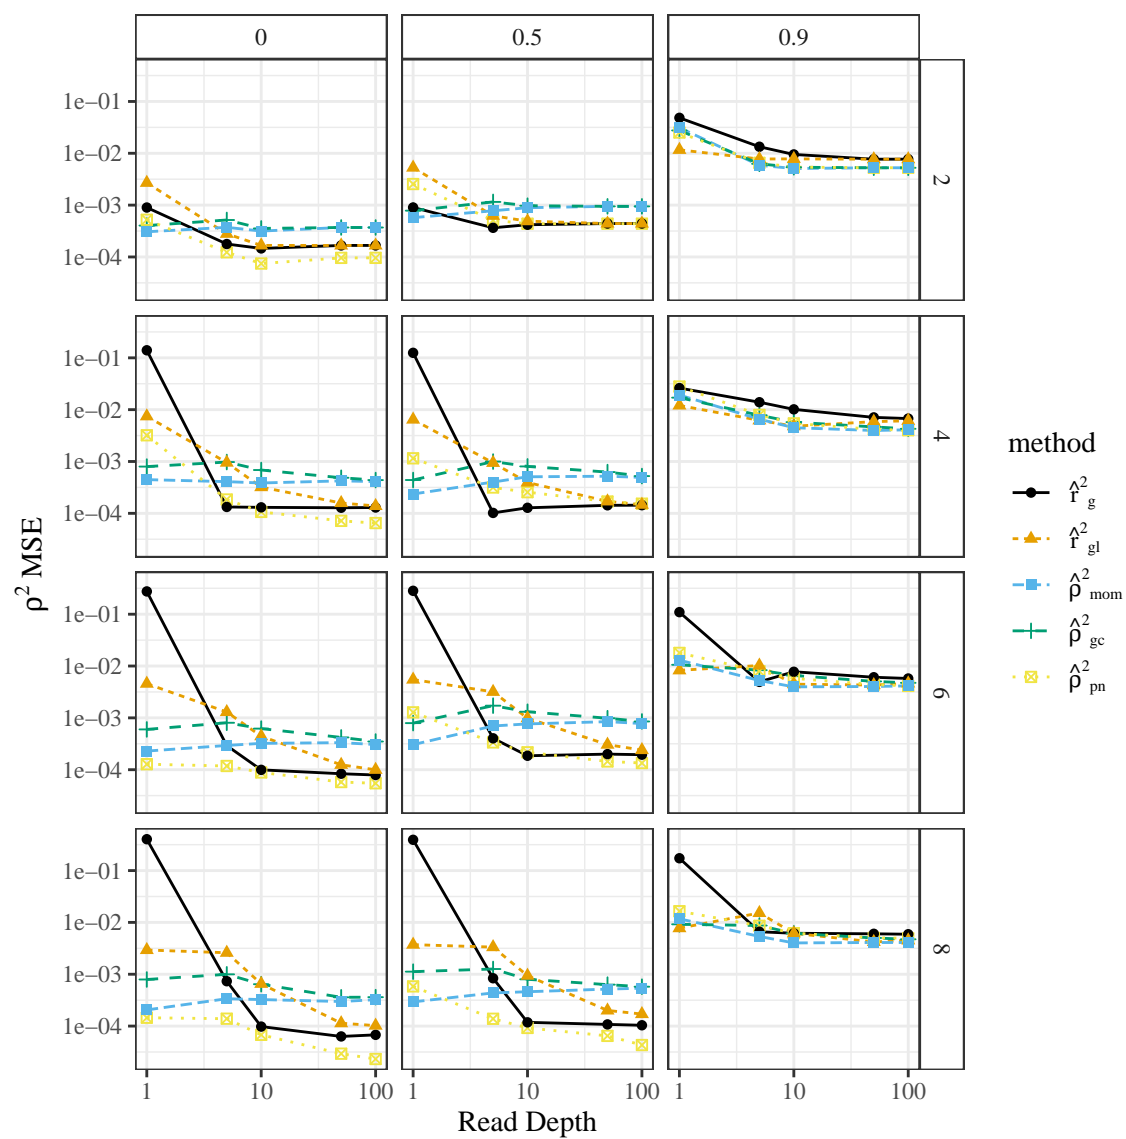 0 0.5 0.9
1e−01
1e−02
1e−03
1e−04
2
1e−01
1e−02
1e−03
1e−04
4
1e−01
1e−02
1e−03
1e−04
6
1e−01
1e−02
1e−03
1e−04
8
1 10 100 1 10 100 1 10 100
Read Depth
ρ² MSE
method
r̂²g
r̂²gl
ρ̂²mom
ρ̂²gc
ρ̂²pn